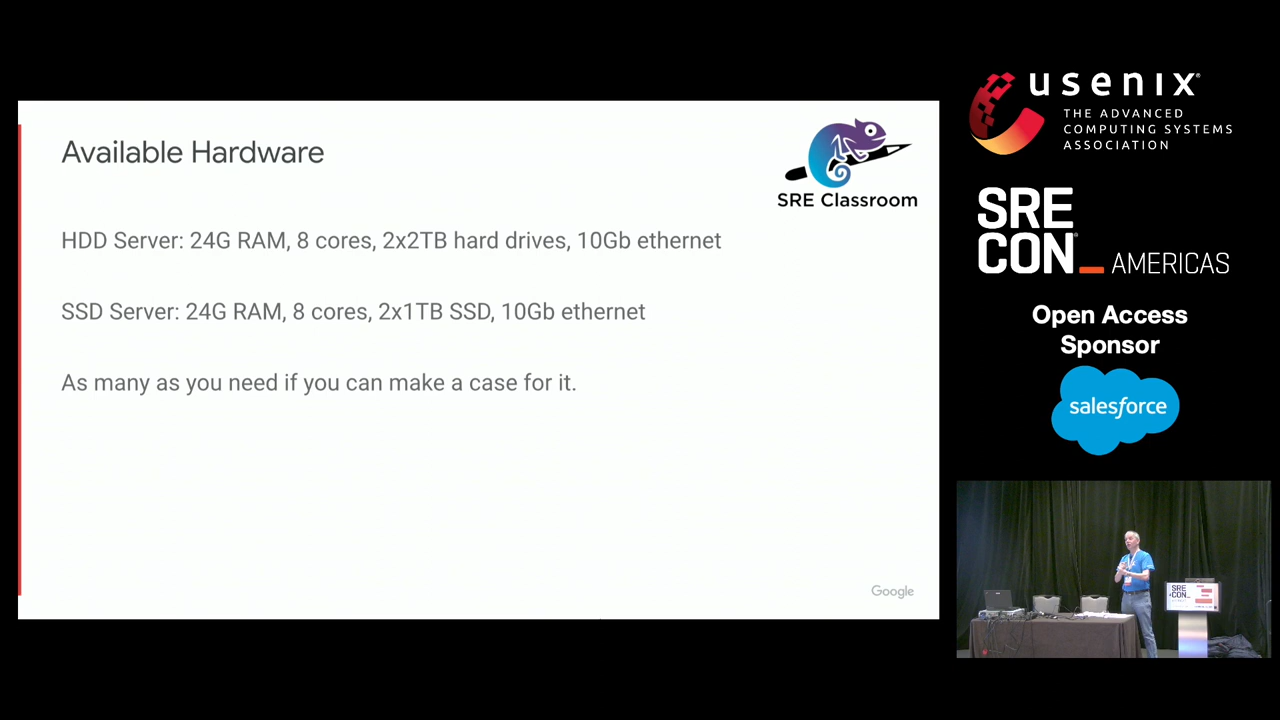 Available Hardware
SRE Classroom
HDD Server: 24G RAM, 8 cores, 2x2TB hard drives, 10Gb ethernet
SSD Server: 24G RAM, 8 cores, 2x1TB SSD, 10Gb ethernet
As many as you need if you can make a case for it.
Google
usenix
THE ADVANCED
COMPUTING SYSTEMS
ASSOCIATION
SRE
CON AMERICAS
Open Access
Sponsor
salesforce
SRE
CON